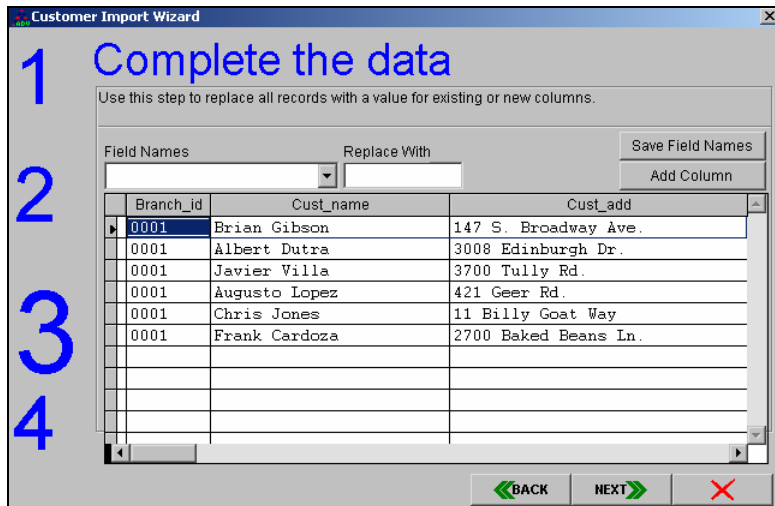 Customer Import Wizard
1 Complete the data
Use this step to replace all records with a value for existing or new columns.
Field Names Replace With Save Field Names
2 Add Column
Branch_id Cust_name Cust_add
0001 Brian Gibson 147 S. Broadway Ave.
0001 Albert Dutra 3008 Edinburgh Dr.
0001 Javier Villa 3700 Tully Rd.
0001 Augusto Lopez 421 Geer Rd.
3 0001 Chris Jones 11 Billy Goat Way
0001 Frank Cardoza 2700 Baked Beans Ln.
4
BACK NEXT